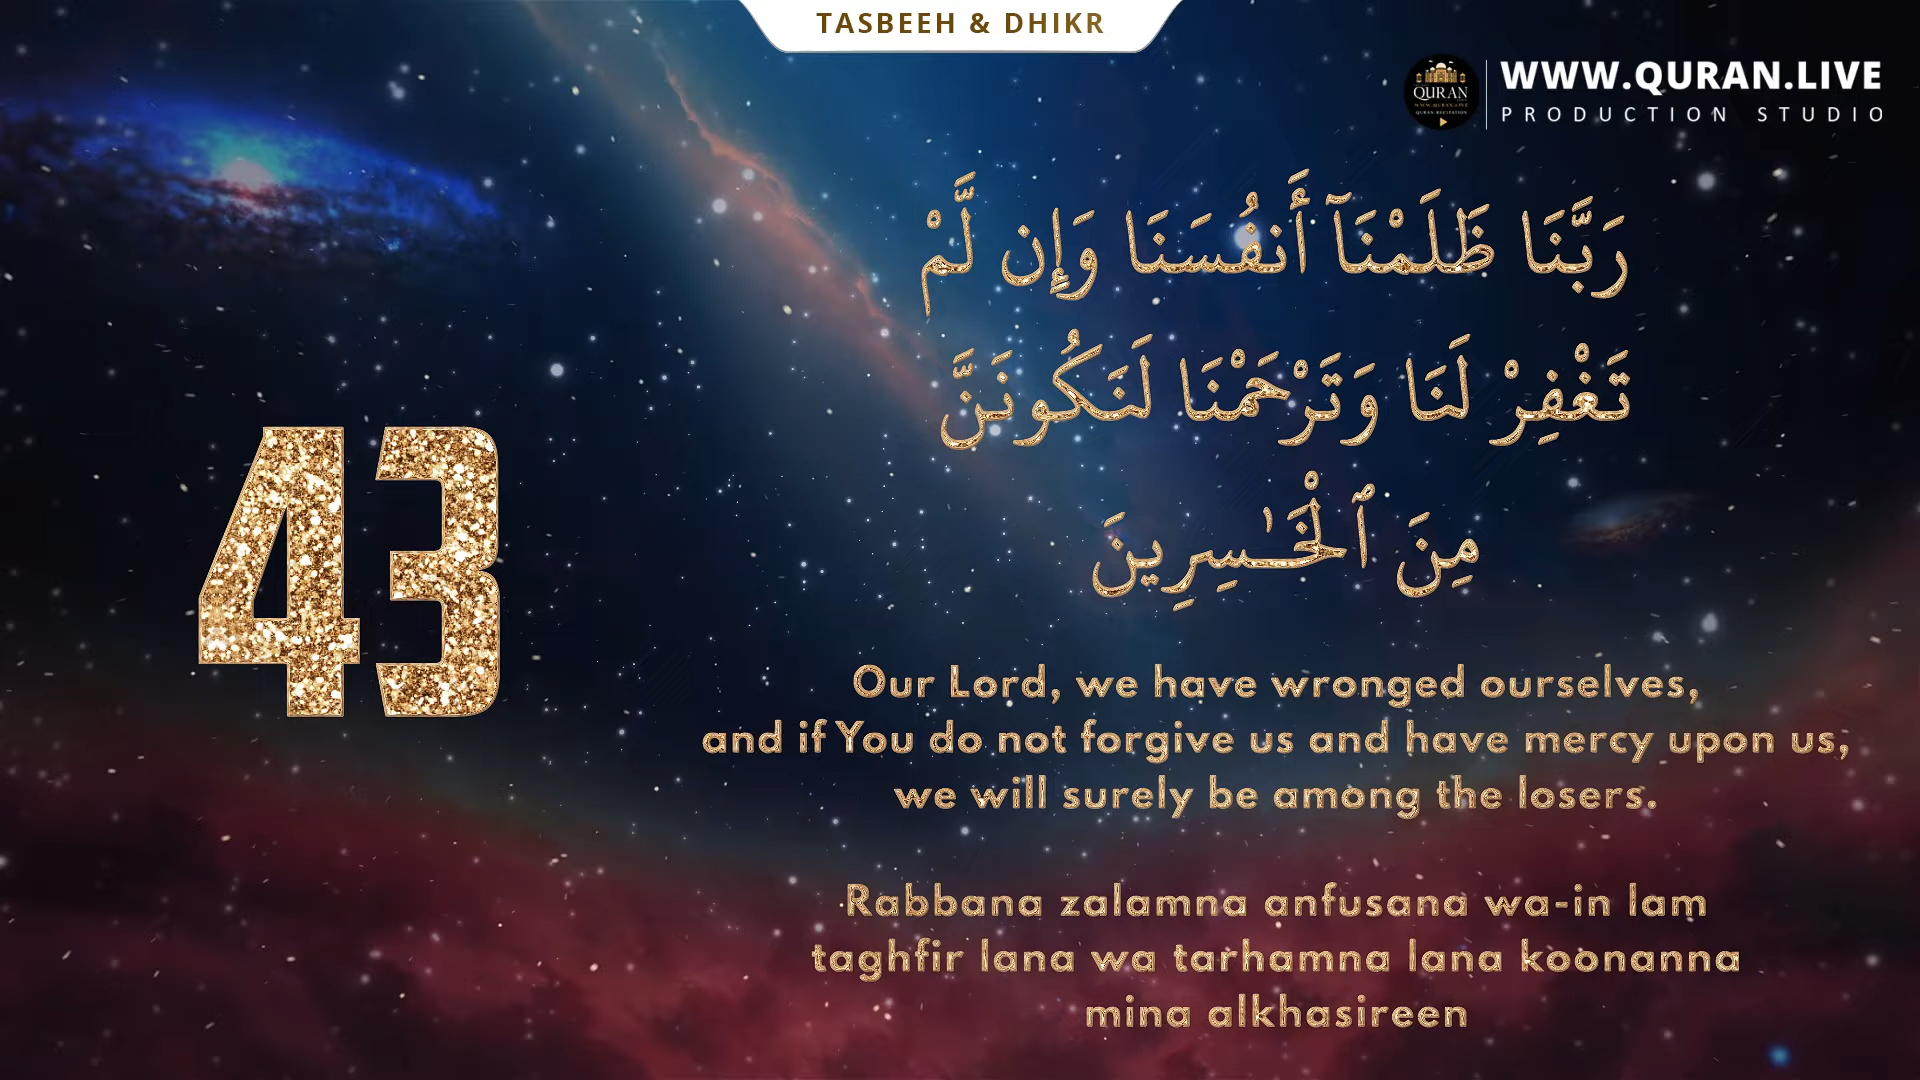 TASBEEH & DHIKR
QURAN
WWW.QURAN.LIVE
PRODUCTION STUDIO
رَبَّنَا ظَلَمْنَآ أَنفُسَنَا وَإِن لَّمْ
تَغْفِرْ لَنَا وَتَرْحَمْنَا لَنَكُونَنَّ
مِنَ ٱلْخَـٰسِرِينَ
43
Our Lord, we have wronged ourselves,
and if You do not forgive us and have mercy upon us,
we will surely be among the losers.
Rabbana zalamna anfusana wa-in lam
taghfir lana wa tarhamna lana koonanna
mina alkhasireen